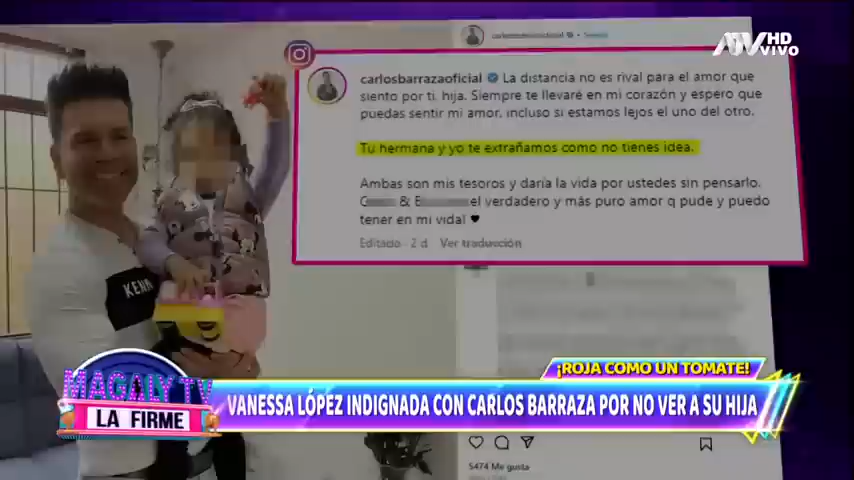 ATV HD
VIVO
carlosbarrazaoficial La distancia no es rival para el amor que
siento por ti, hija. Siempre te llevaré en mi corazón y espero que
puedas sentir mi amor, incluso si estamos lejos el uno del otro.
Tu hermana y yo te extrañamos como no tienes idea.
Ambas son mis tesoros y daría la vida por ustedes sin pensarlo.
el verdadero y más puro amor q pude y puedo
tener en mi vida!
Editado · 2 d Ver traducción
KENN
¡ROJA COMO UN TOMATE!
MAGALY TV
LA FIRME
VANESSA LÓPEZ INDIGNADA CON CARLOS BARRAZA POR NO VER A SU HIJA
5474 Me gusta